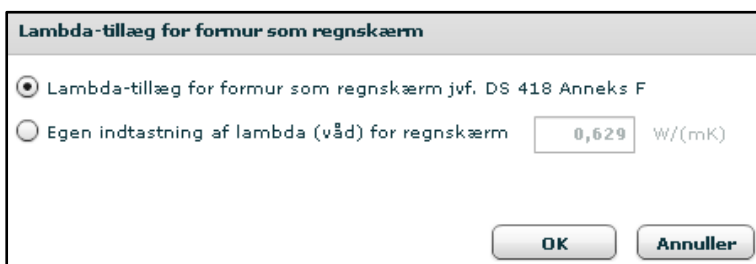 Lambda-tillæg for formur som regnskærm
Lambda-tillæg for formur som regnskærm jvf. DS 418 Anneks F
Egen indtastning af lambda (våd) for regnskærm 0,629 W/(mK)
OK Annuller